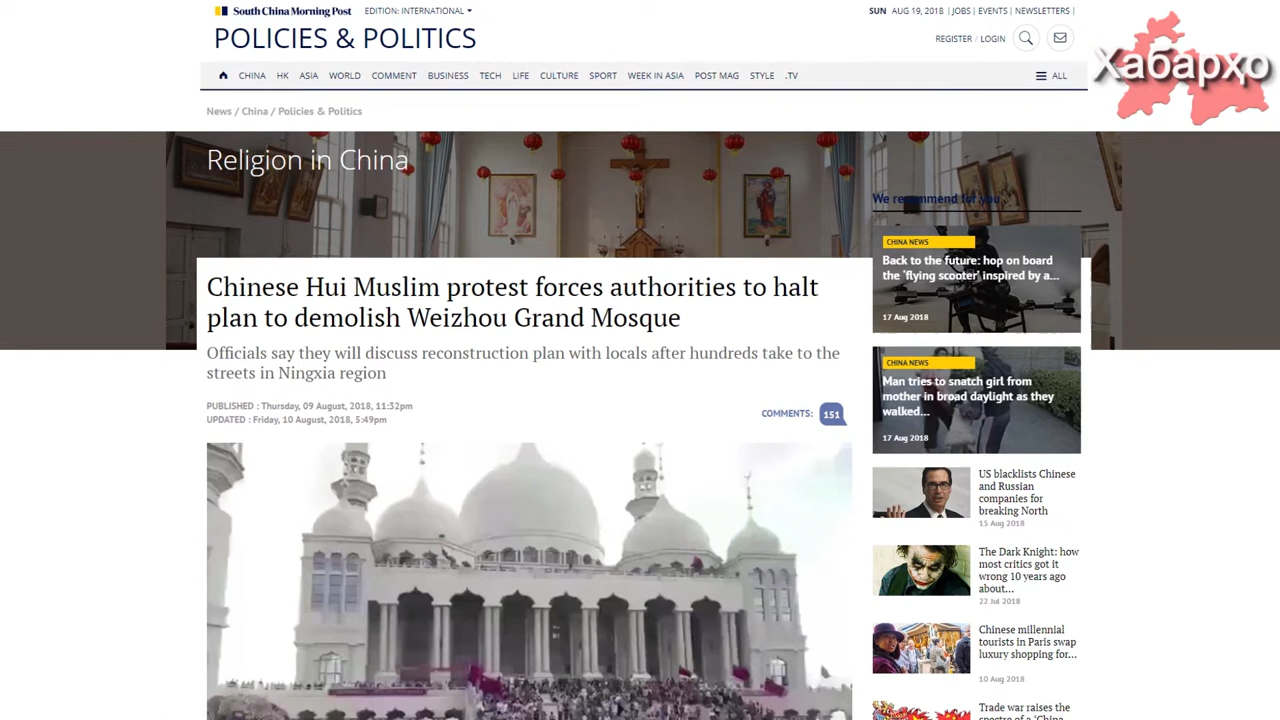 South China Morning Post
EDITION: INTERNATIONAL
SUN AUG 19, 2018 | JOBS | EVENTS | NEWSLETTERS |
POLICIES & POLITICS
REGISTER / LOGIN
CHINA HK ASIA WORLD COMMENT BUSINESS TECH LIFE CULTURE SPORT WEEK IN ASIA POST MAG STYLE .TV
ALL
Хабарҳо
News / China / Policies & Politics
Religion in China
Chinese Hui Muslim protest forces authorities to halt
plan to demolish Weizhou Grand Mosque
Officials say they will discuss reconstruction plan with locals after hundreds take to the
streets in Ningxia region
PUBLISHED : Thursday, 09 August, 2018, 11:32pm
UPDATED : Friday, 10 August, 2018, 5:49pm
COMMENTS: 151
We recommend for you
CHINA NEWS
Back to the future: hop on board
the 'flying scooter' inspired by a...
17 Aug 2018
CHINA NEWS
Man tries to snatch girl from
mother in broad daylight as they
walked...
17 Aug 2018
US blacklists Chinese
and Russian
companies for
breaking North
15 Aug 2018
The Dark Knight: how
most critics got it
wrong 10 years ago
about...
22 Jul 2018
Chinese millennial
tourists in Paris swap
luxury shopping for...
10 Aug 2018
Trade war raises the
spectre of a 'China